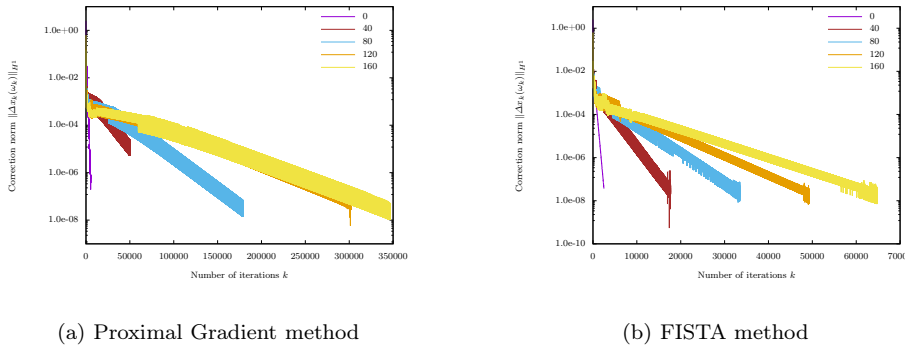 1.0e+00
1.0e-02
1.0e-04
1.0e-06
1.0e-08
Correction norm ||Δx_k(ω_k)||_{H^1}
0
40
80
120
160
0 50000 100000 150000 200000 250000 300000 350000
Number of iterations k
(a) Proximal Gradient method
1.0e+00
1.0e-02
1.0e-04
1.0e-06
1.0e-08
1.0e-10
Correction norm ||Δx_k(ω_k)||_{H^1}
0
40
80
120
160
0 10000 20000 30000 40000 50000 60000 7000
Number of iterations k
(b) FISTA method